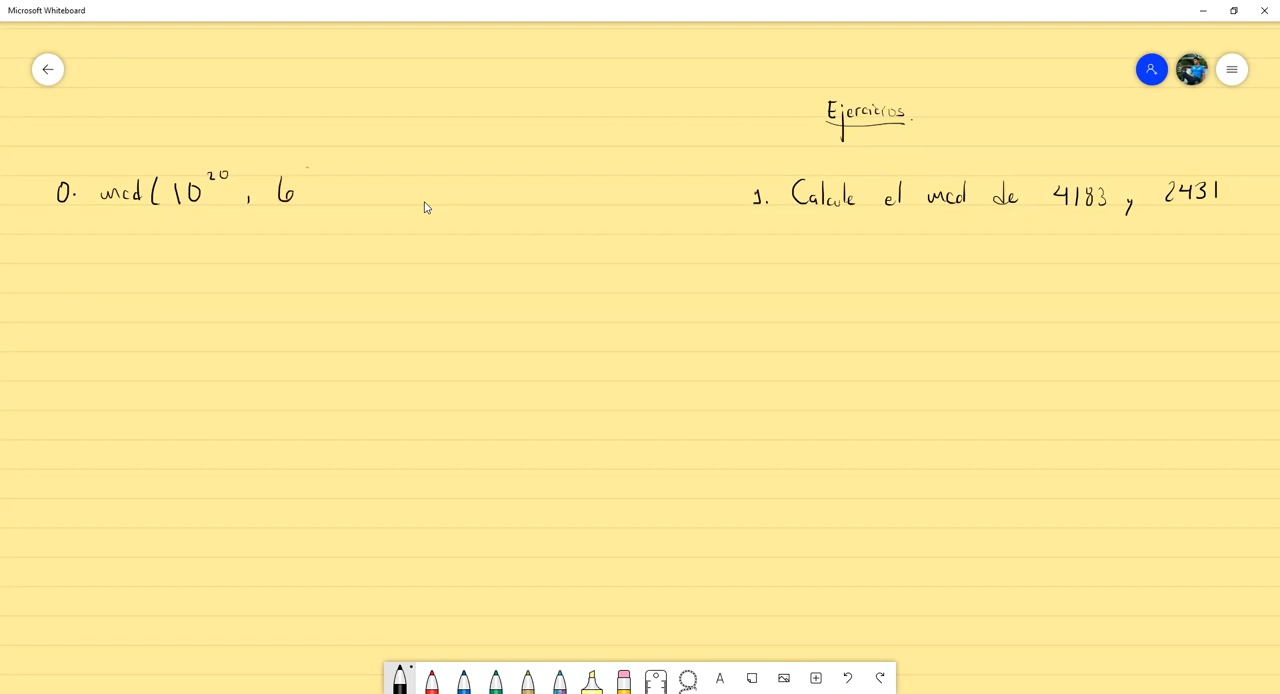 Microsoft Whiteboard
Ejercicios.
0. mcd( 10^20 , 6
1. Calcule el mcd de 4183 y 2431
A